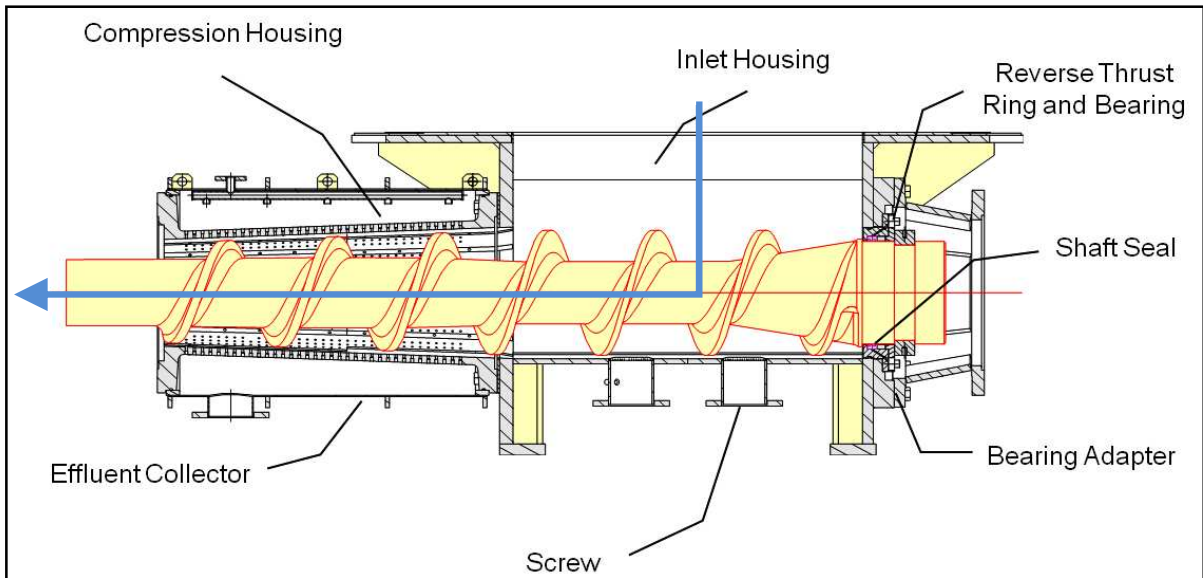 Compression Housing
Inlet Housing
Reverse Thrust
Ring and Bearing
Shaft Seal
Effluent Collector
Bearing Adapter
Screw